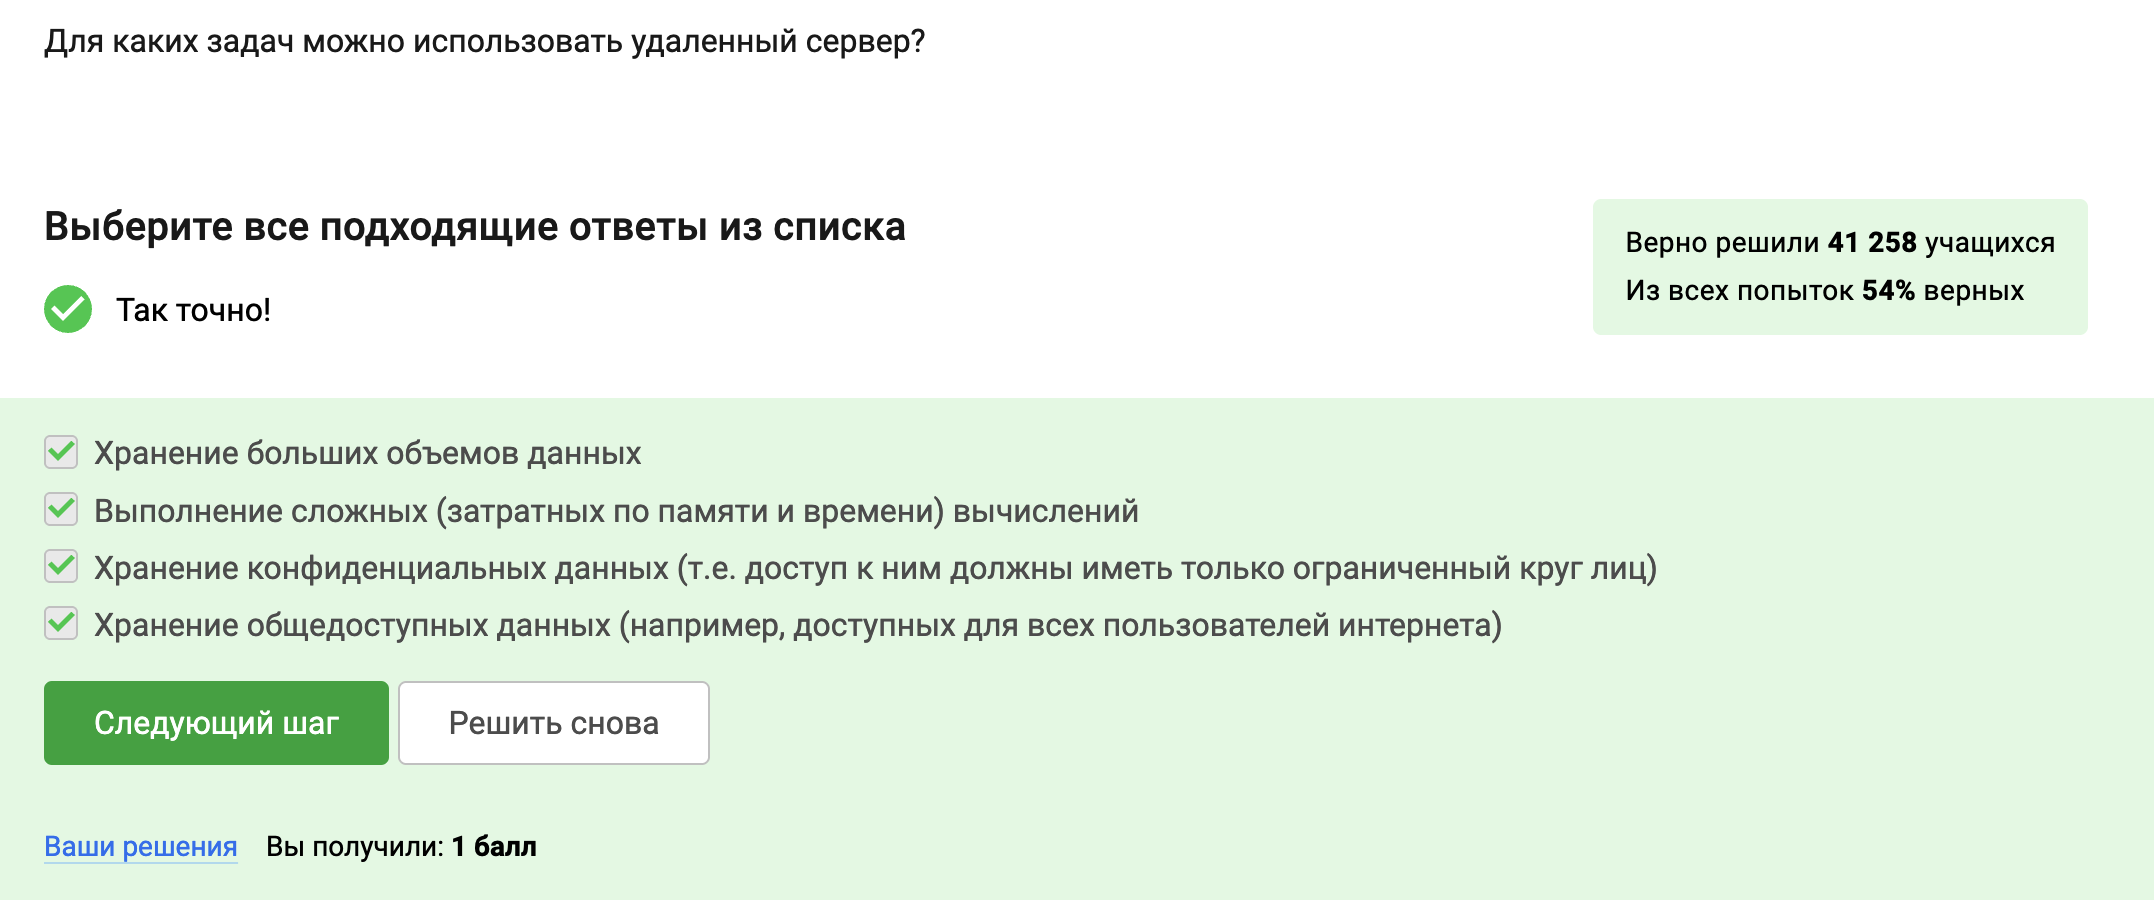 Для каких задач можно использовать удаленный сервер?
Выберите все подходящие ответы из списка
Верно решили 41 258 учащихся
Из всех попыток 54% верных
Так точно!
Хранение больших объемов данных
Выполнение сложных (затратных по памяти и времени) вычислений
Хранение конфиденциальных данных (т.е. доступ к ним должны иметь только ограниченный круг лиц)
Хранение общедоступных данных (например, доступных для всех пользователей интернета)
Следующий шаг
Решить снова
Ваши решения
Вы получили: 1 балл